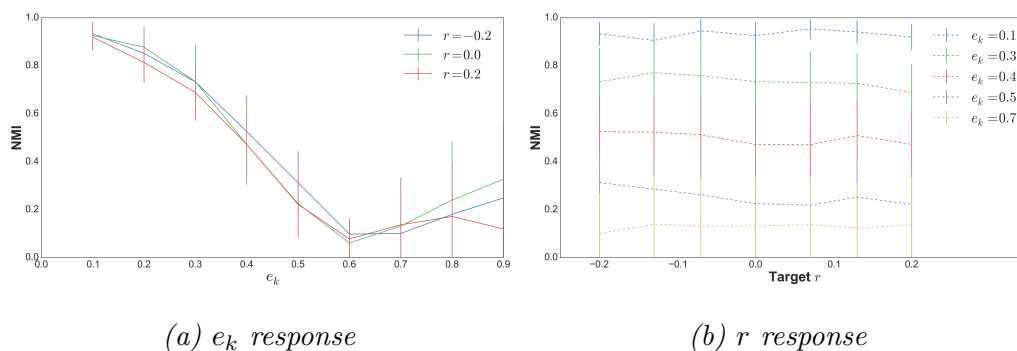 1.0
0.8
0.6
0.4
0.2
0.0
NMI
0.0 0.1 0.2 0.3 0.4 0.5 0.6 0.7 0.8 0.9
e_k
r = −0.2
r = 0.0
r = 0.2
(a) e_k response
1.0
0.8
0.6
0.4
0.2
0.0
NMI
−0.2 −0.1 0.0 0.1 0.2
Target r
e_k = 0.1
e_k = 0.3
e_k = 0.4
e_k = 0.5
e_k = 0.7
(b) r response